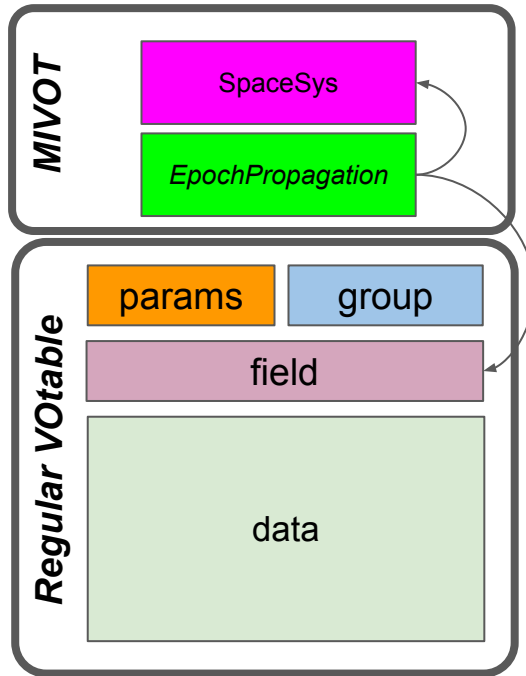 MIVOT
SpaceSys
EpochPropagation
Regular VOtable
params
group
field
data